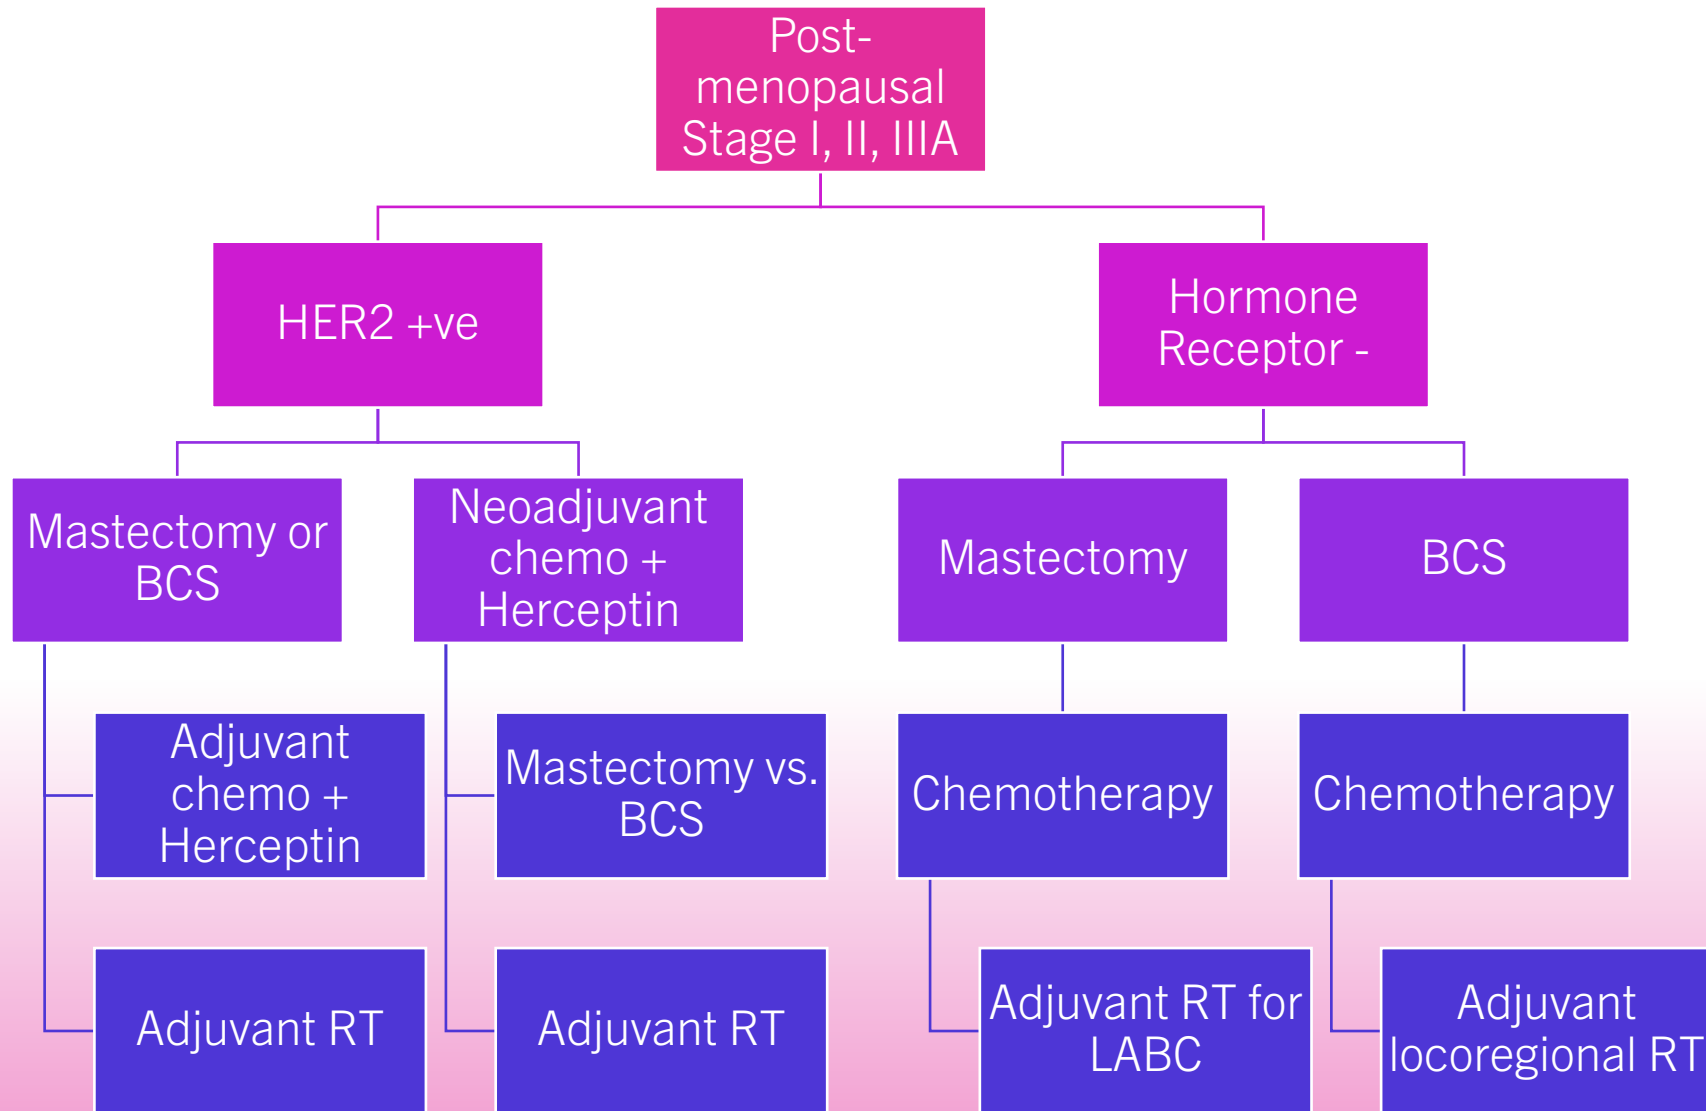 Post-
menopausal
Stage I, II, IIIA
HER2 +ve
Hormone
Receptor -
Mastectomy or
BCS
Neoadjuvant
chemo +
Herceptin
Mastectomy
BCS
Adjuvant
chemo +
Herceptin
Mastectomy vs.
BCS
Chemotherapy
Chemotherapy
Adjuvant RT
Adjuvant RT
Adjuvant RT for
LABC
Adjuvant
locoregional RT